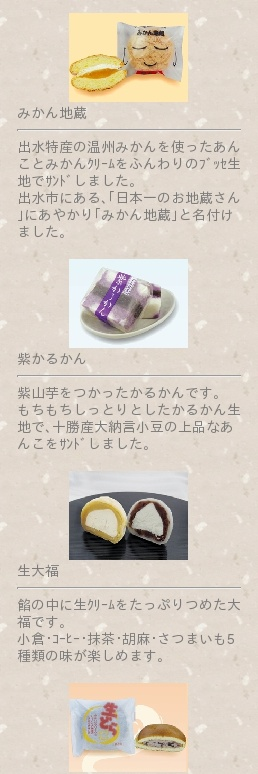 みかん地蔵
みかん地蔵
出水特産の温州みかんを使ったあん
ことみかんｸﾘｰﾑをふんわりのﾌﾞｯｾ生
地でｻﾝﾄﾞしました。
出水市にある､｢日本一のお地蔵さん
｣にあやかり｢みかん地蔵｣と名付け
ました。
紫かるかん
紫かるかん
紫山芋をつかったかるかんです。
もちもちしっとりとしたかるかん生
地で､十勝産大納言小豆の上品なあ
んこをｻﾝﾄﾞしました。
生大福
餡の中に生ｸﾘｰﾑをたっぷりつめた大
福です。
小倉･ｺｰﾋｰ･抹茶･胡麻･さつまいも5
種類の味が楽しめます。